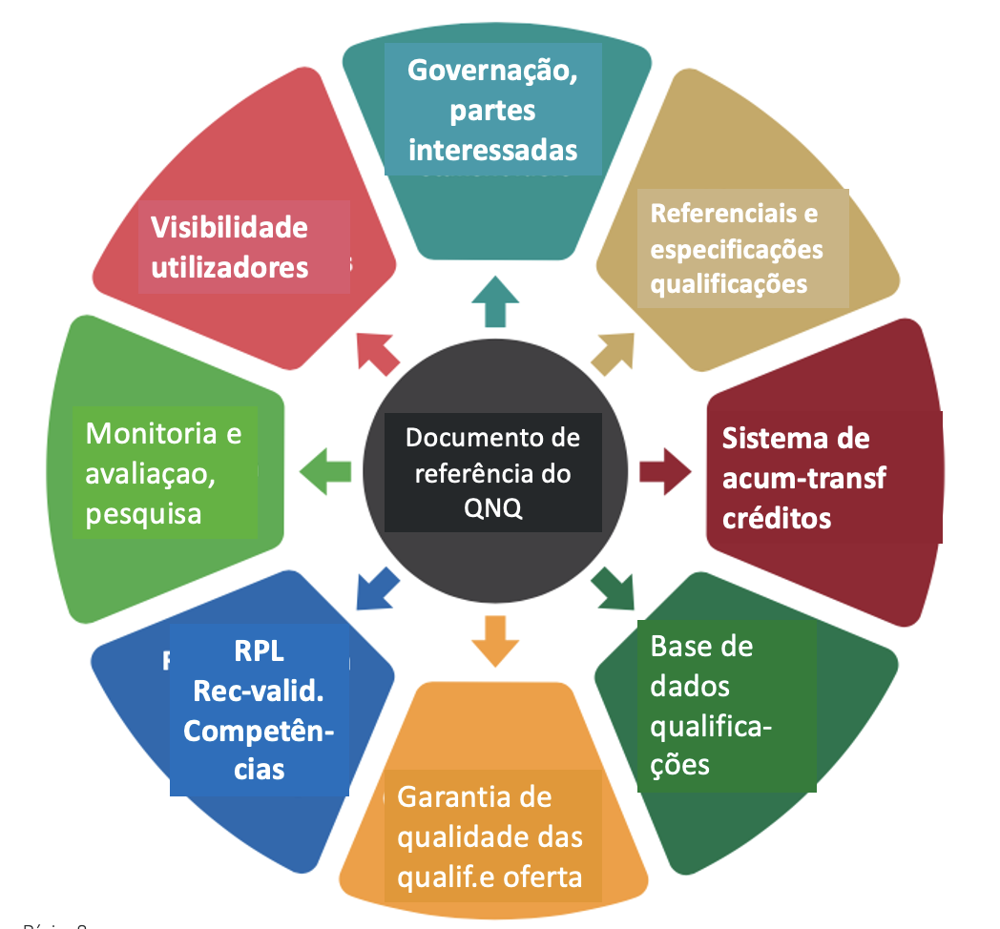 Governação,
partes
interessadas
Referenciais e
especificações
qualificações
Sistema de
acum-transf
créditos
Base de
dados
qualifica-
ções
Garantia de
qualidade das
qualif.e oferta
RPL
Rec-valid.
Competên-
cias
Monitoria e
avaliaçao,
pesquisa
Visibilidade
utilizadores
Documento de
referência do
QNQ